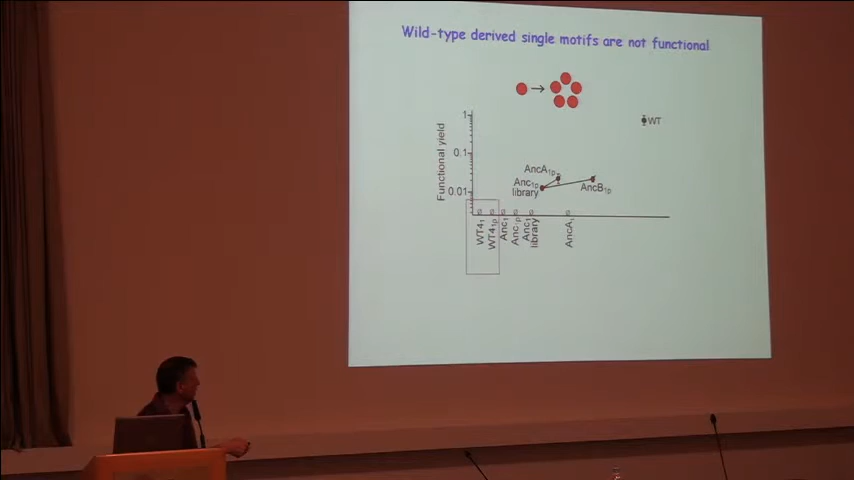 Wild-type derived single motifs are not functional
1
WT
0.1
Functional yield
AncA1p
Anc1p
library
AncB1p
0.01
WT41
WT41p
Anc1
Anc1p
Anc1
library
AncA1